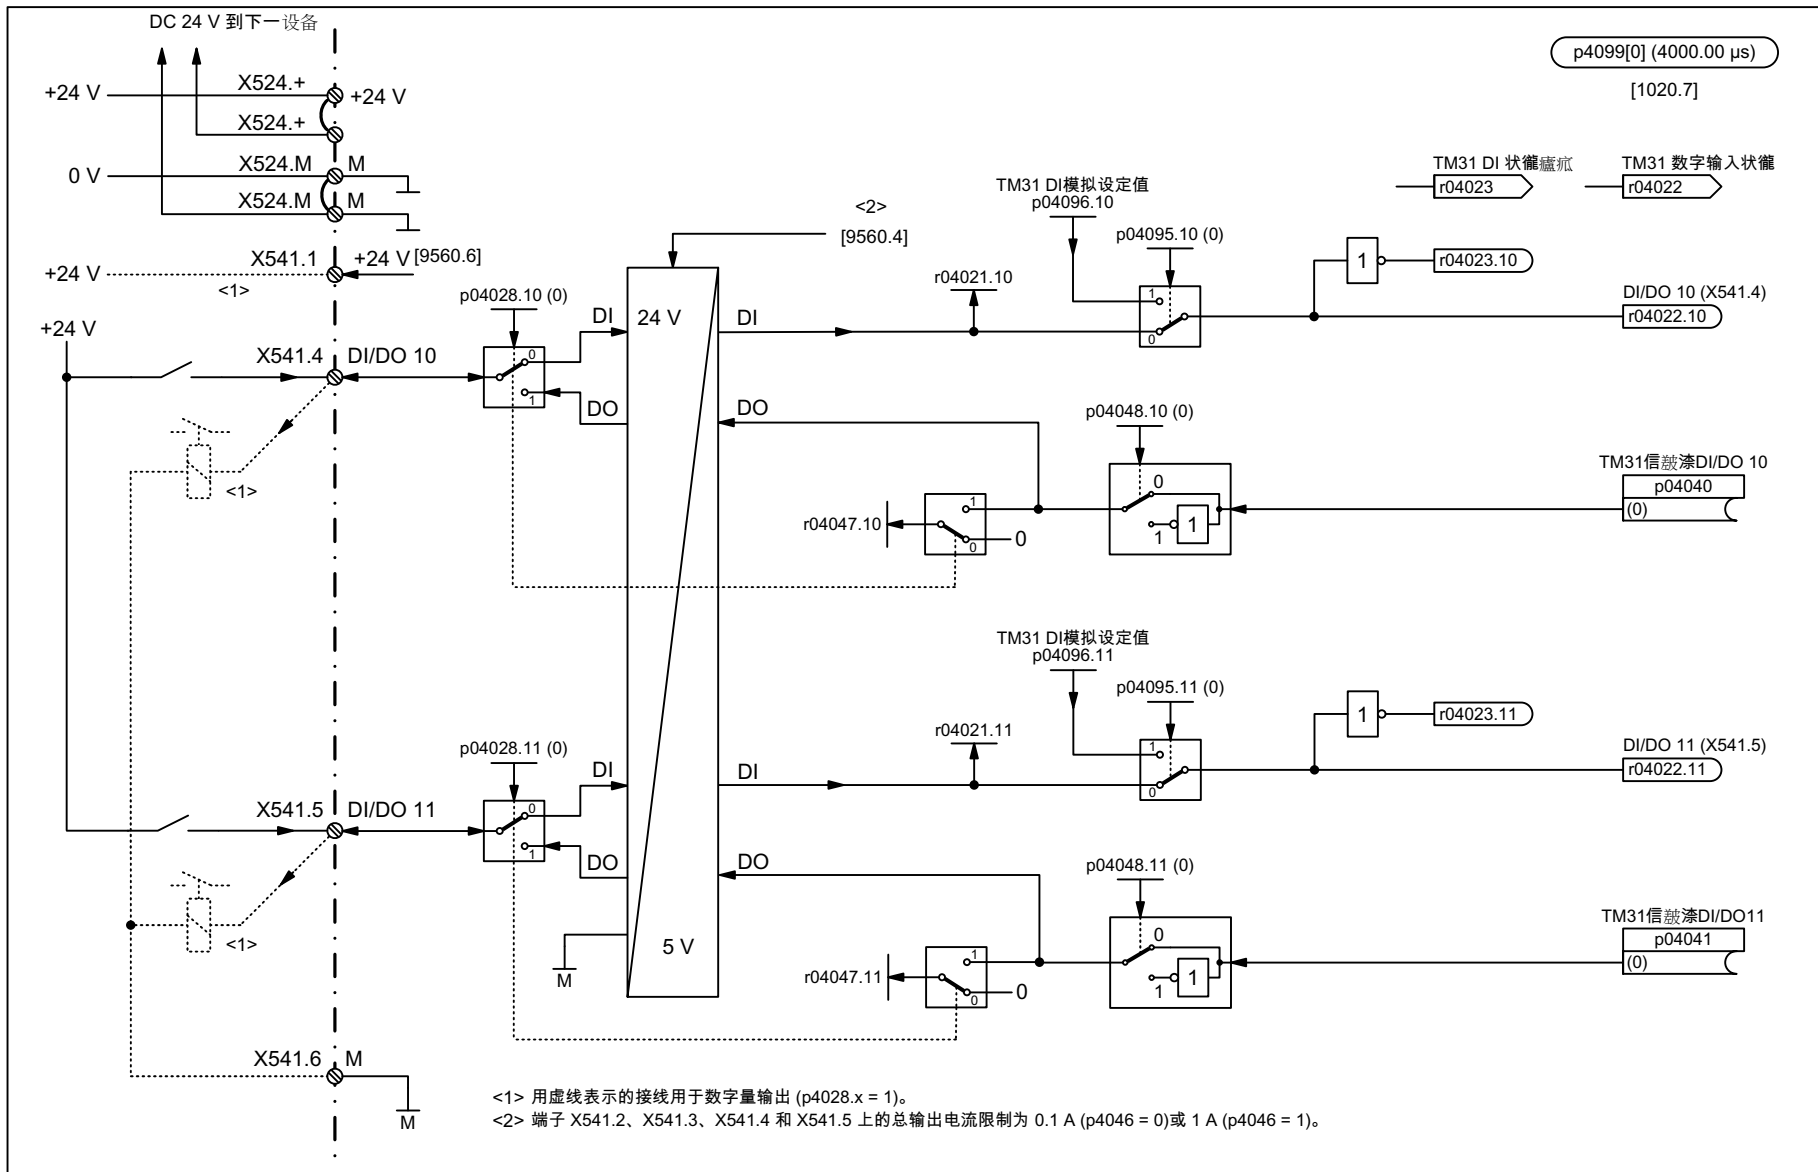 DC 24 V 到下一设备
p4099[0] (4000.00 µs)
[1020.7]
+24 V
X524.+
+24 V
X524.+
0 V
X524.M
M
X524.M
M
+24 V
X541.1
+24 V
[9560.6]
<1>
TM31 DI 状
r04023
TM31 数字输入状
r04022
<2>
[9560.4]
TM31 DI模拟设定值
p04096.10
p04095.10 (0)
1
0
r04021.10
1
r04023.10
DI/DO 10 (X541.4)
r04022.10
+24 V
X541.4
DI/DO 10
p04028.10 (0)
0
1
DI
DO
24 V
DI
DO
<1>
p04048.10 (0)
0
1
1
r04047.10
1
0
0
TM31信
DI/DO 10
p04040
(0)
TM31 DI模拟设定值
p04096.11
p04095.11 (0)
1
0
r04021.11
1
r04023.11
DI/DO 11 (X541.5)
r04022.11
X541.5
DI/DO 11
p04028.11 (0)
0
1
DI
DO
DI
DO
<1>
M
5 V
p04048.11 (0)
0
1
1
r04047.11
1
0
0
TM31信
DI/DO11
p04041
(0)
X541.6
M
M
<1> 用虚线表示的接线用于数字量输出 (p4028.x = 1)。
<2> 端子 X541.2、X541.3、X541.4 和 X541.5 上的总输出电流限制为 0.1 A (p4046 = 0)或 1 A (p4046 = 1)。